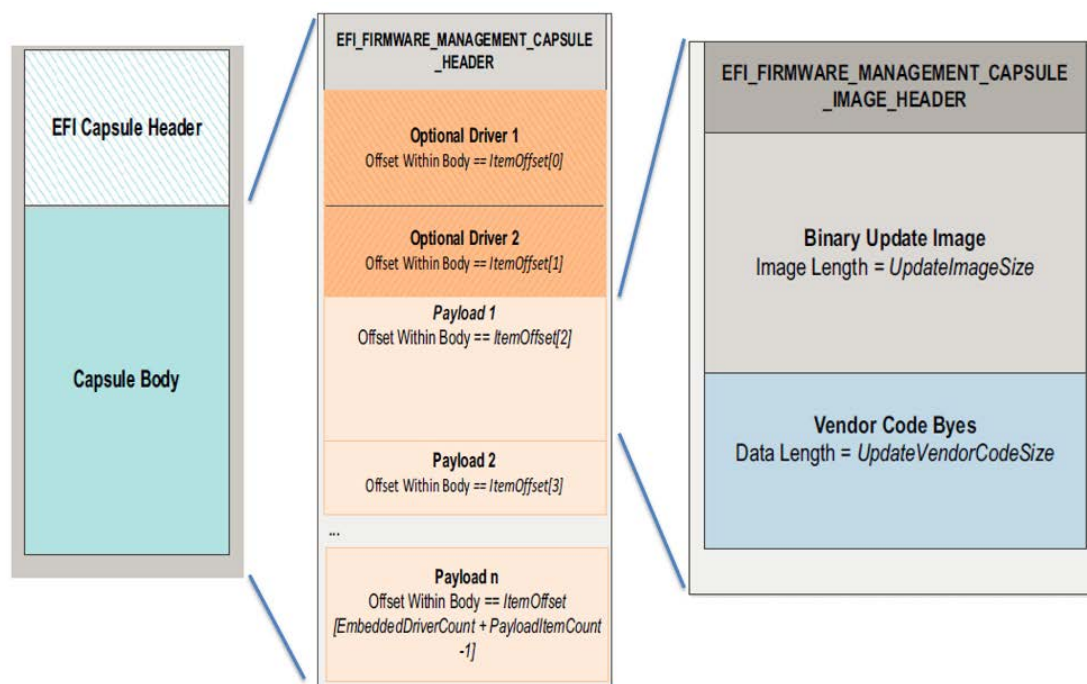 EFI Capsule Header
Capsule Body
EFI_FIRMWARE_MANAGEMENT_CAPSULE
_HEADER
Optional Driver 1
Offset Within Body == ItemOffset[0]
Optional Driver 2
Offset Within Body == ItemOffset[1]
Payload 1
Offset Within Body == ItemOffset[2]
Payload 2
Offset Within Body == ItemOffset[3]
...
Payload n
Offset Within Body == ItemOffset
[EmbeddedDriverCount + PayloadItemCount
-1]
EFI_FIRMWARE_MANAGEMENT_CAPSULE
_IMAGE_HEADER
Binary Update Image
Image Length = UpdateImageSize
Vendor Code Byes
Data Length = UpdateVendorCodeSize